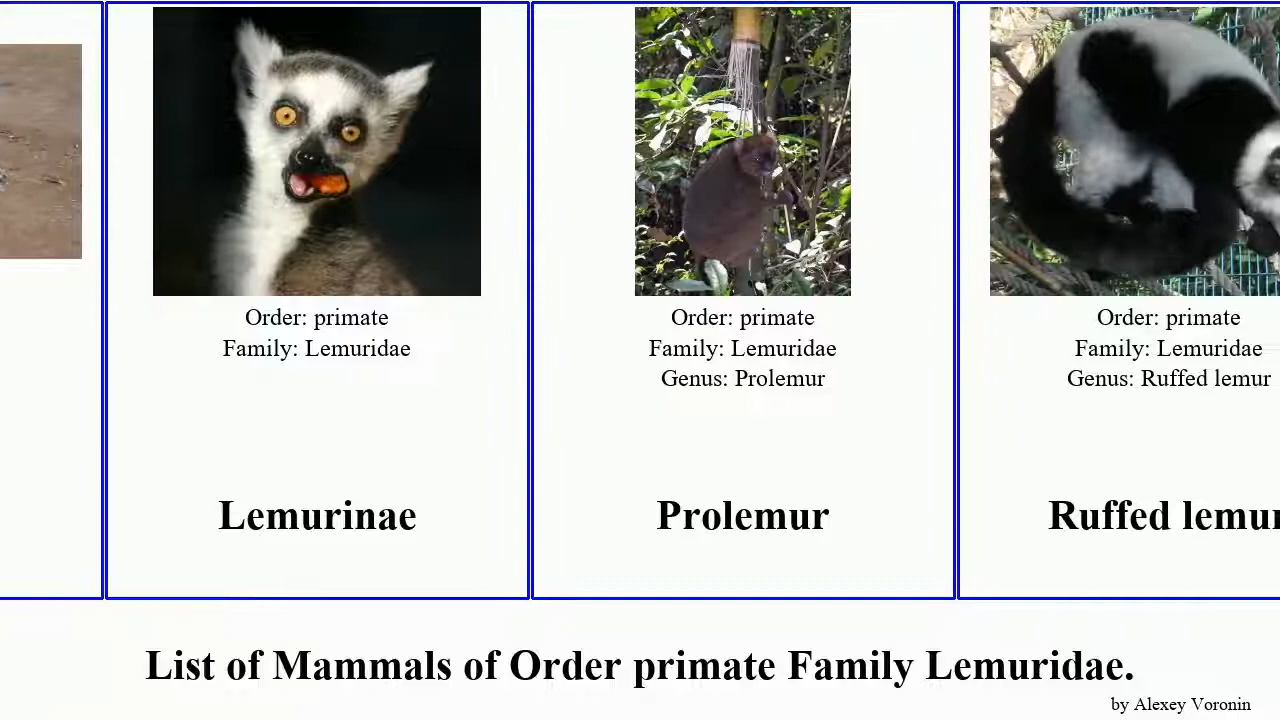 Order: primate
Family: Lemuridae
Lemurinae
Order: primate
Family: Lemuridae
Genus: Prolemur
Prolemur
Order: primate
Family: Lemuridae
Genus: Ruffed lemur
Ruffed lemur
List of Mammals of Order primate Family Lemuridae.
by Alexey Voronin